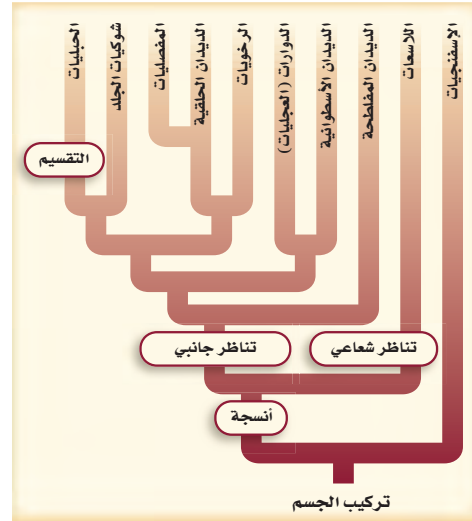 الإسفنجيات
اللاسعات
الديدان المفلطحة
الديدان الأسطوانية
الدوارات (العجليات)
الرخويات
الديدان الحلقية
المفصليات
شوكيات الجلد
الحبليات
التقسيم
تناظر شعاعي
تناظر جانبي
أنسجة
تركيب الجسم